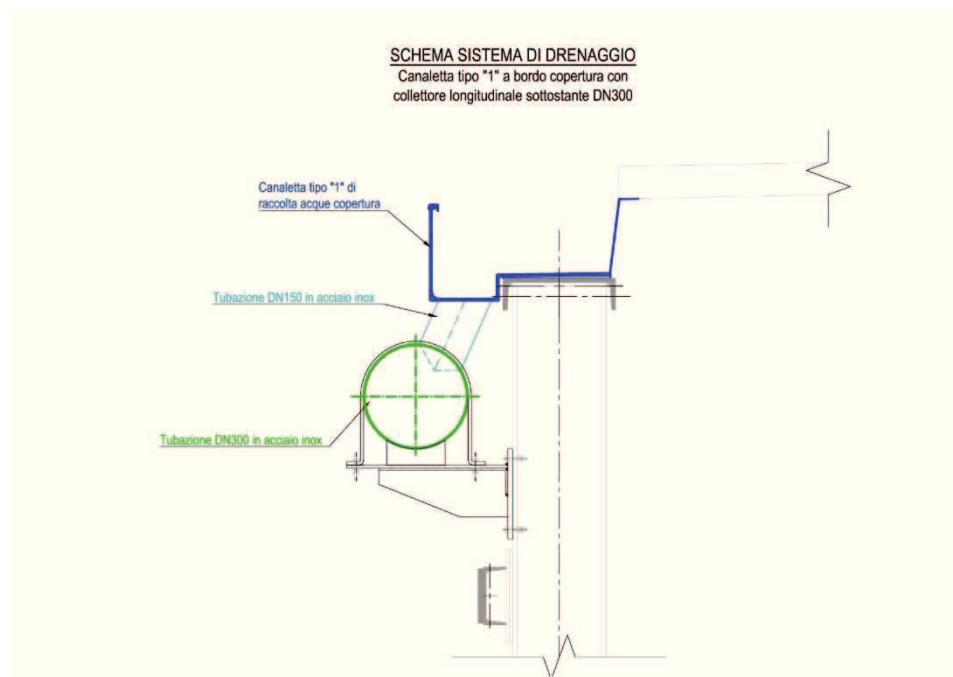 SCHEMA SISTEMA DI DRENAGGIO
Canaletta tipo "1" a bordo copertura con
collettore longitudinale sottostante DN300
Canaletta tipo "1" di
raccolta acque copertura
Tubazione DN150 in acciaio inox
Tubazione DN300 in acciaio inox